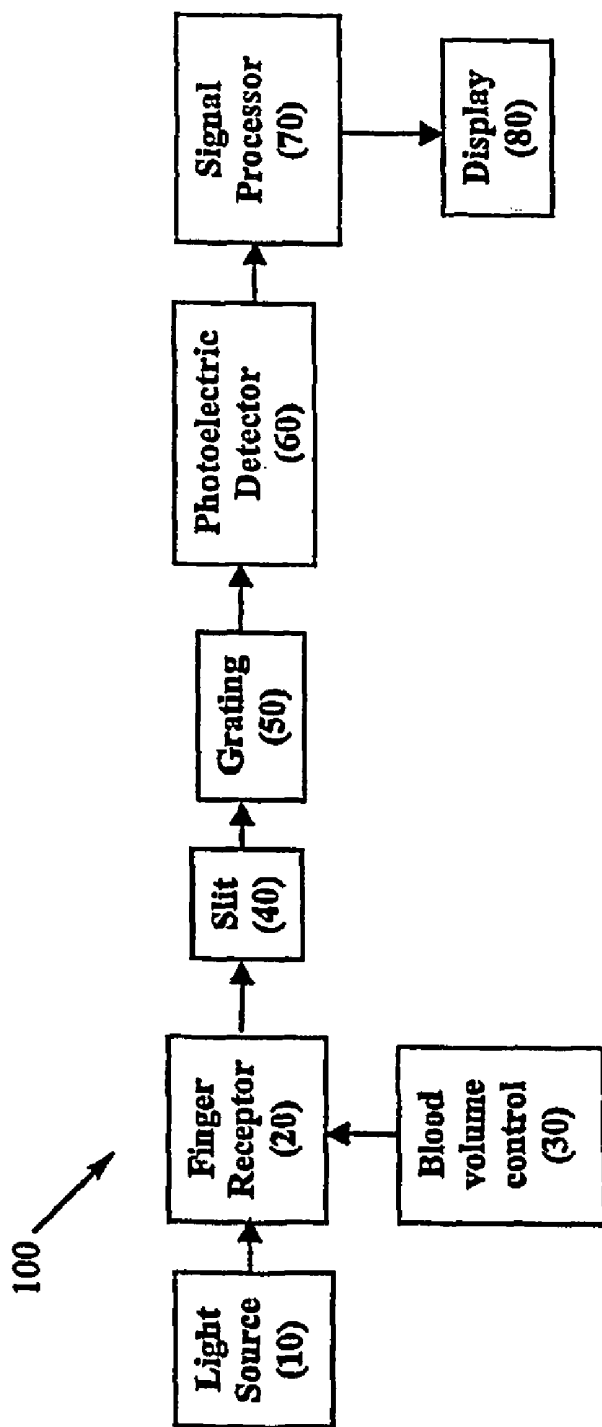 100
Light
Source
(10)
Finger
Receptor
(20)
Blood
volume
control
(30)
Slit
(40)
Grating
(50)
Photoelectric
Detector
(60)
Signal
Processor
(70)
Display
(80)